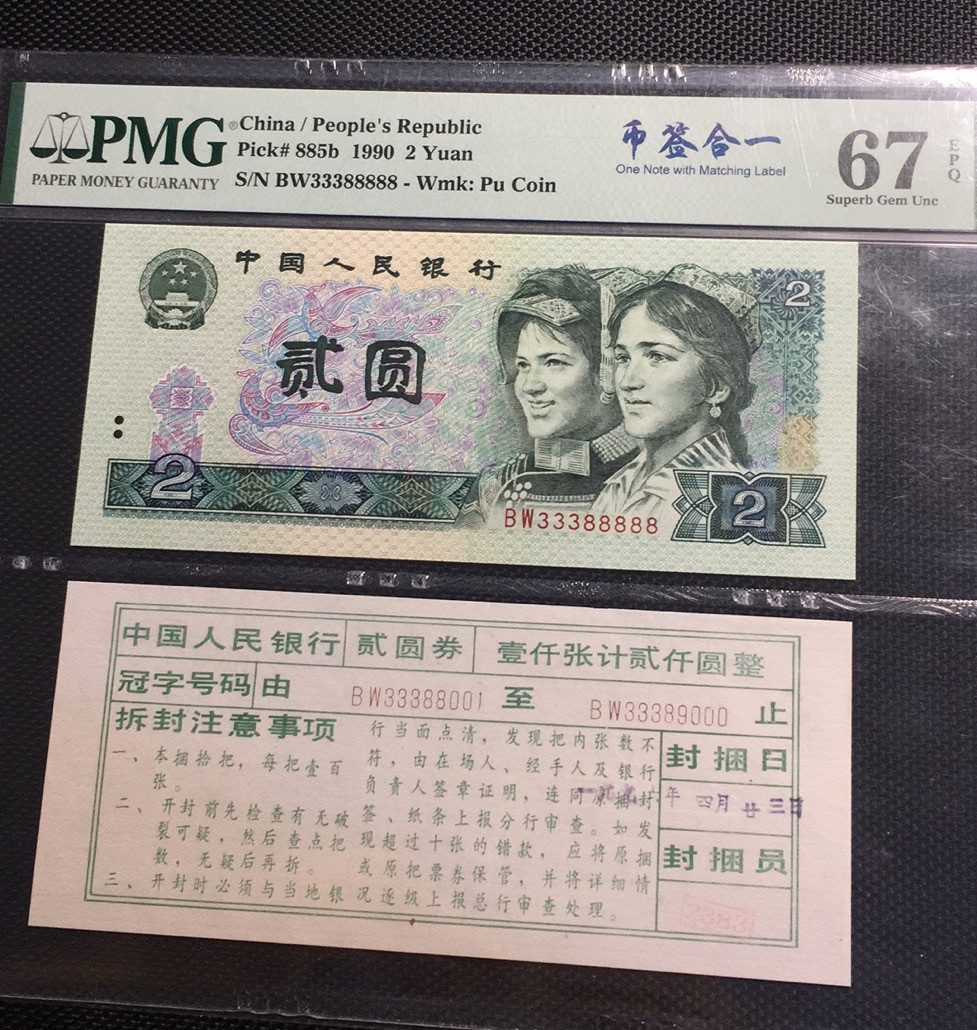 PMG
PAPER MONEY GUARANTY
China / People's Republic
Pick# 885b 1990 2 Yuan
S/N BW33388888 - Wmk: Pu Coin
币签合一
One Note with Matching Label
67
EPQ
Superb Gem Unc
中国人民银行
贰圆
2
2
2
BW33388888
中国人民银行 贰圆券 壹仟张计贰仟圆整
冠字号码 由 BW33388001 至 BW33389000 止
拆封注意事项
一、本捆拾把，每把壹百
张。
二、开封前先检查有无破
裂可疑，然后查点把
数，无疑后再拆。
三、开封时必须与当地银
行当面点清，发现把内张数不
符，由在场人、经手人及银行
负责人签章证明，连同原捆封
签、纸条上报分行审查。如发
现超过十张的错款，应将原捆
或原把票券保管，并将详细情
况逐级上报总行审查处理。
封捆日
年 四月廿三日
封捆员